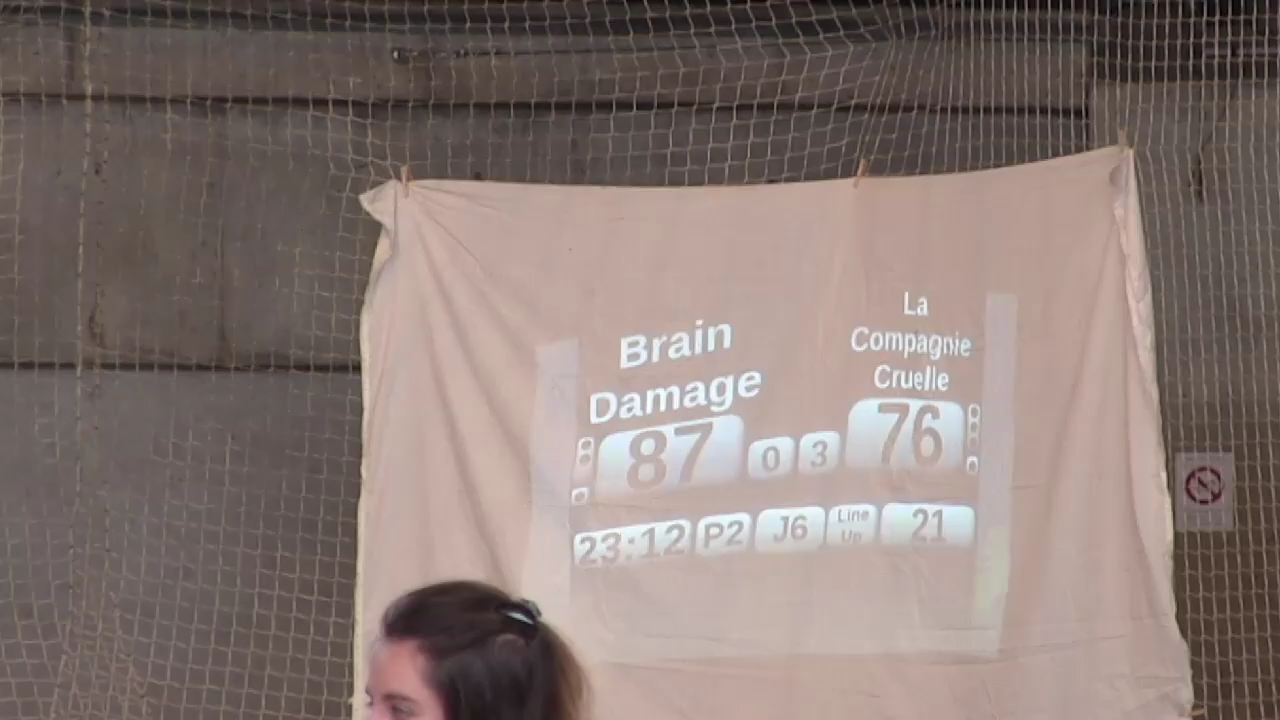 Brain
Damage
La
Compagnie
Cruelle
87
0
3
76
23:12
P2
J6
Line
Up
21